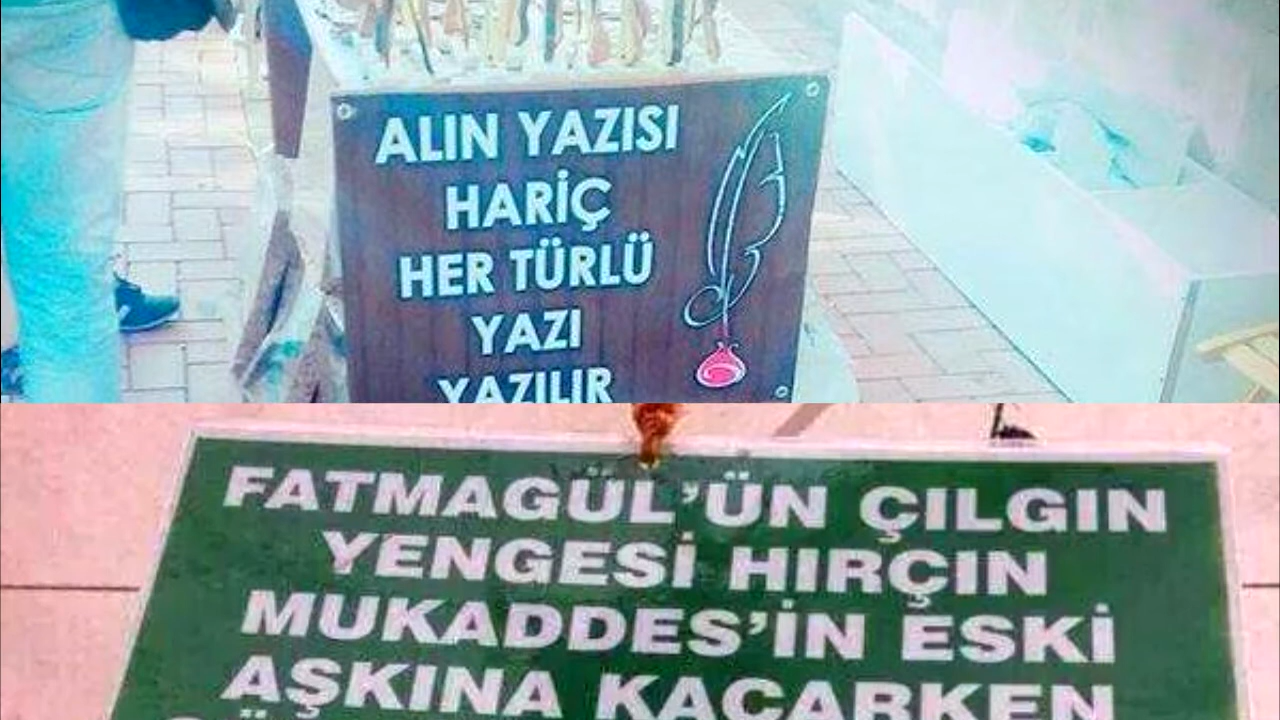 ALIN YAZISI
HARİÇ
HER TÜRLÜ
YAZI
YAZILIR
FATMAGÜL'ÜN ÇILGIN
YENGESİ HIRÇIN
MUKADDES'İN ESKİ
AŞKINA KAÇARKEN